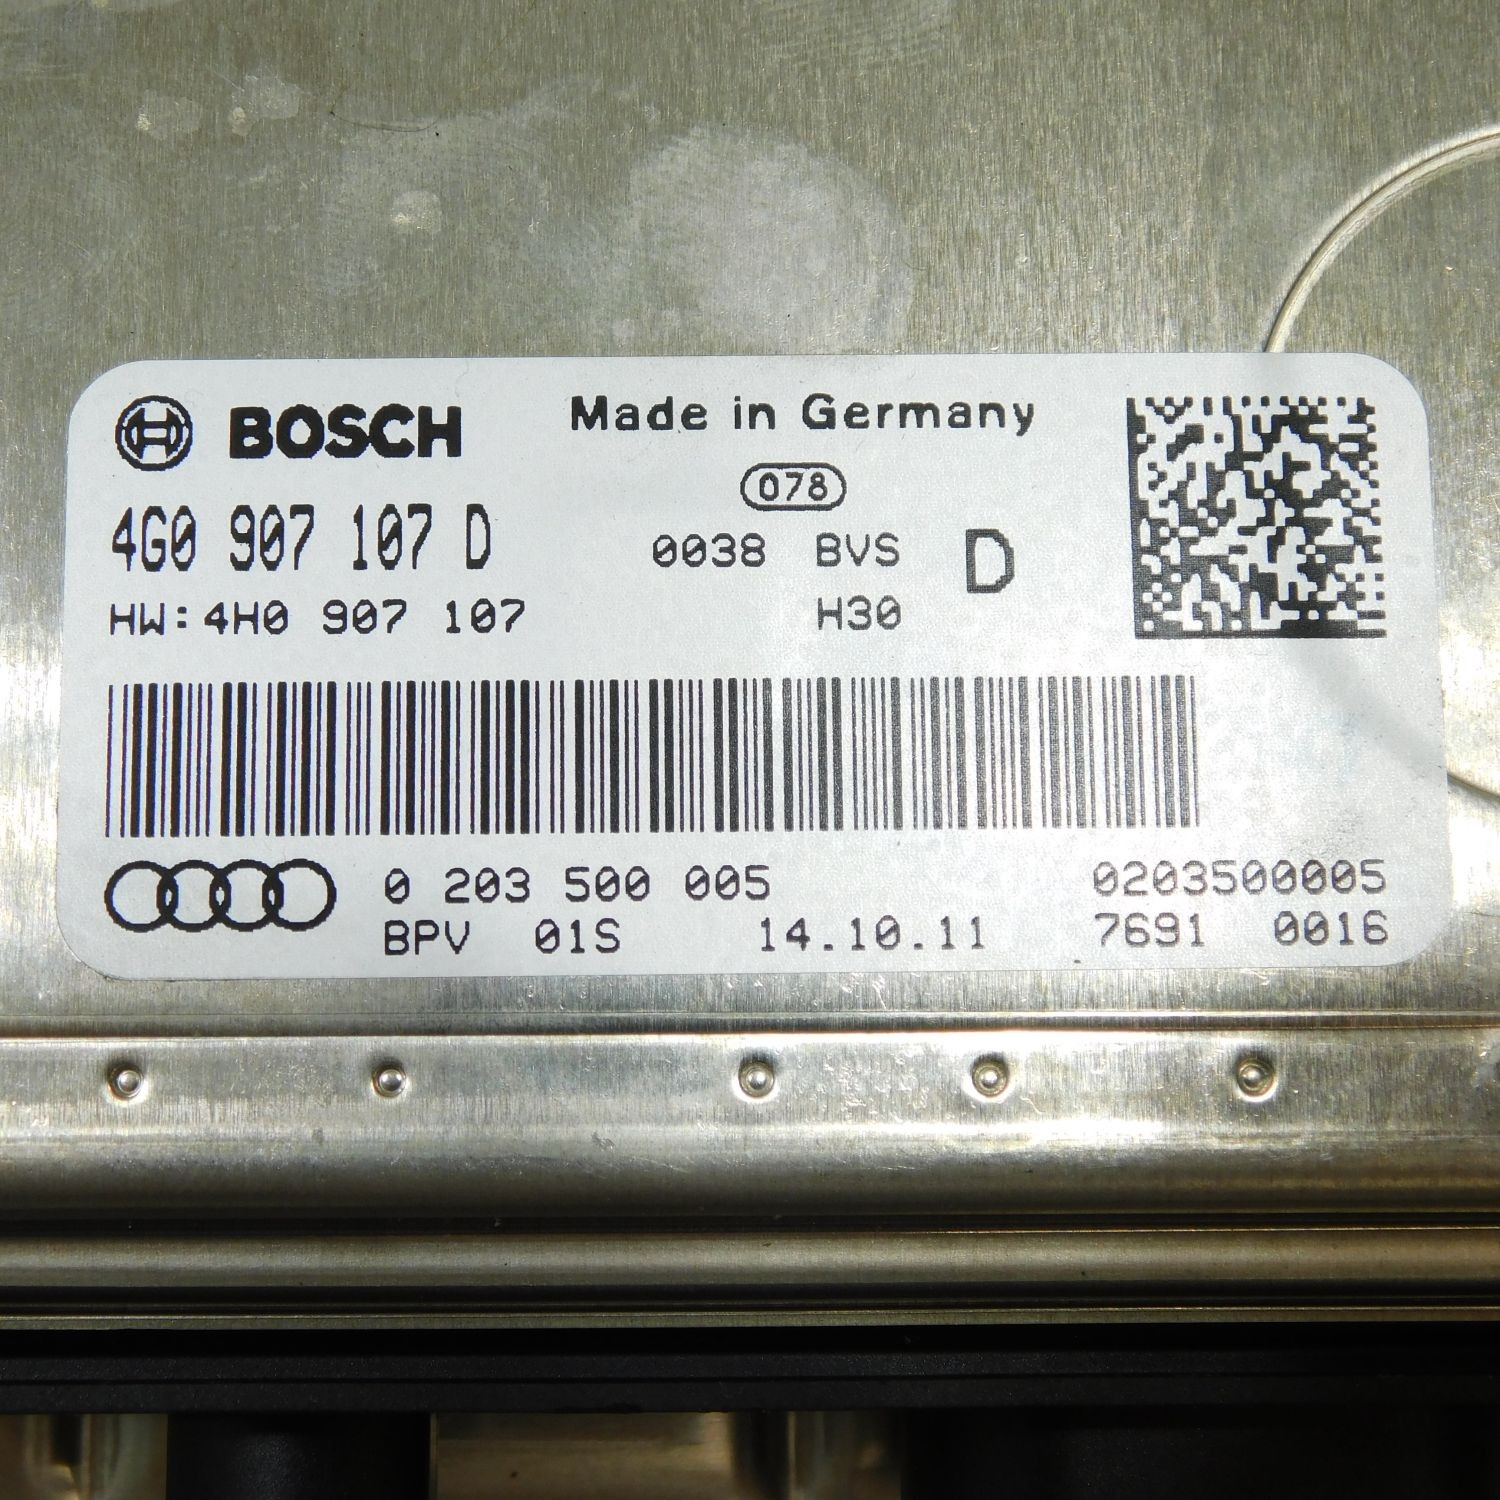 BOSCH
Made in Germany
078
4G0 907 107 D
0038 BVS
D
HW:4H0 907 107
H30
0 203 500 005
0203500005
BPV 01S
14.10.11
7691 0016